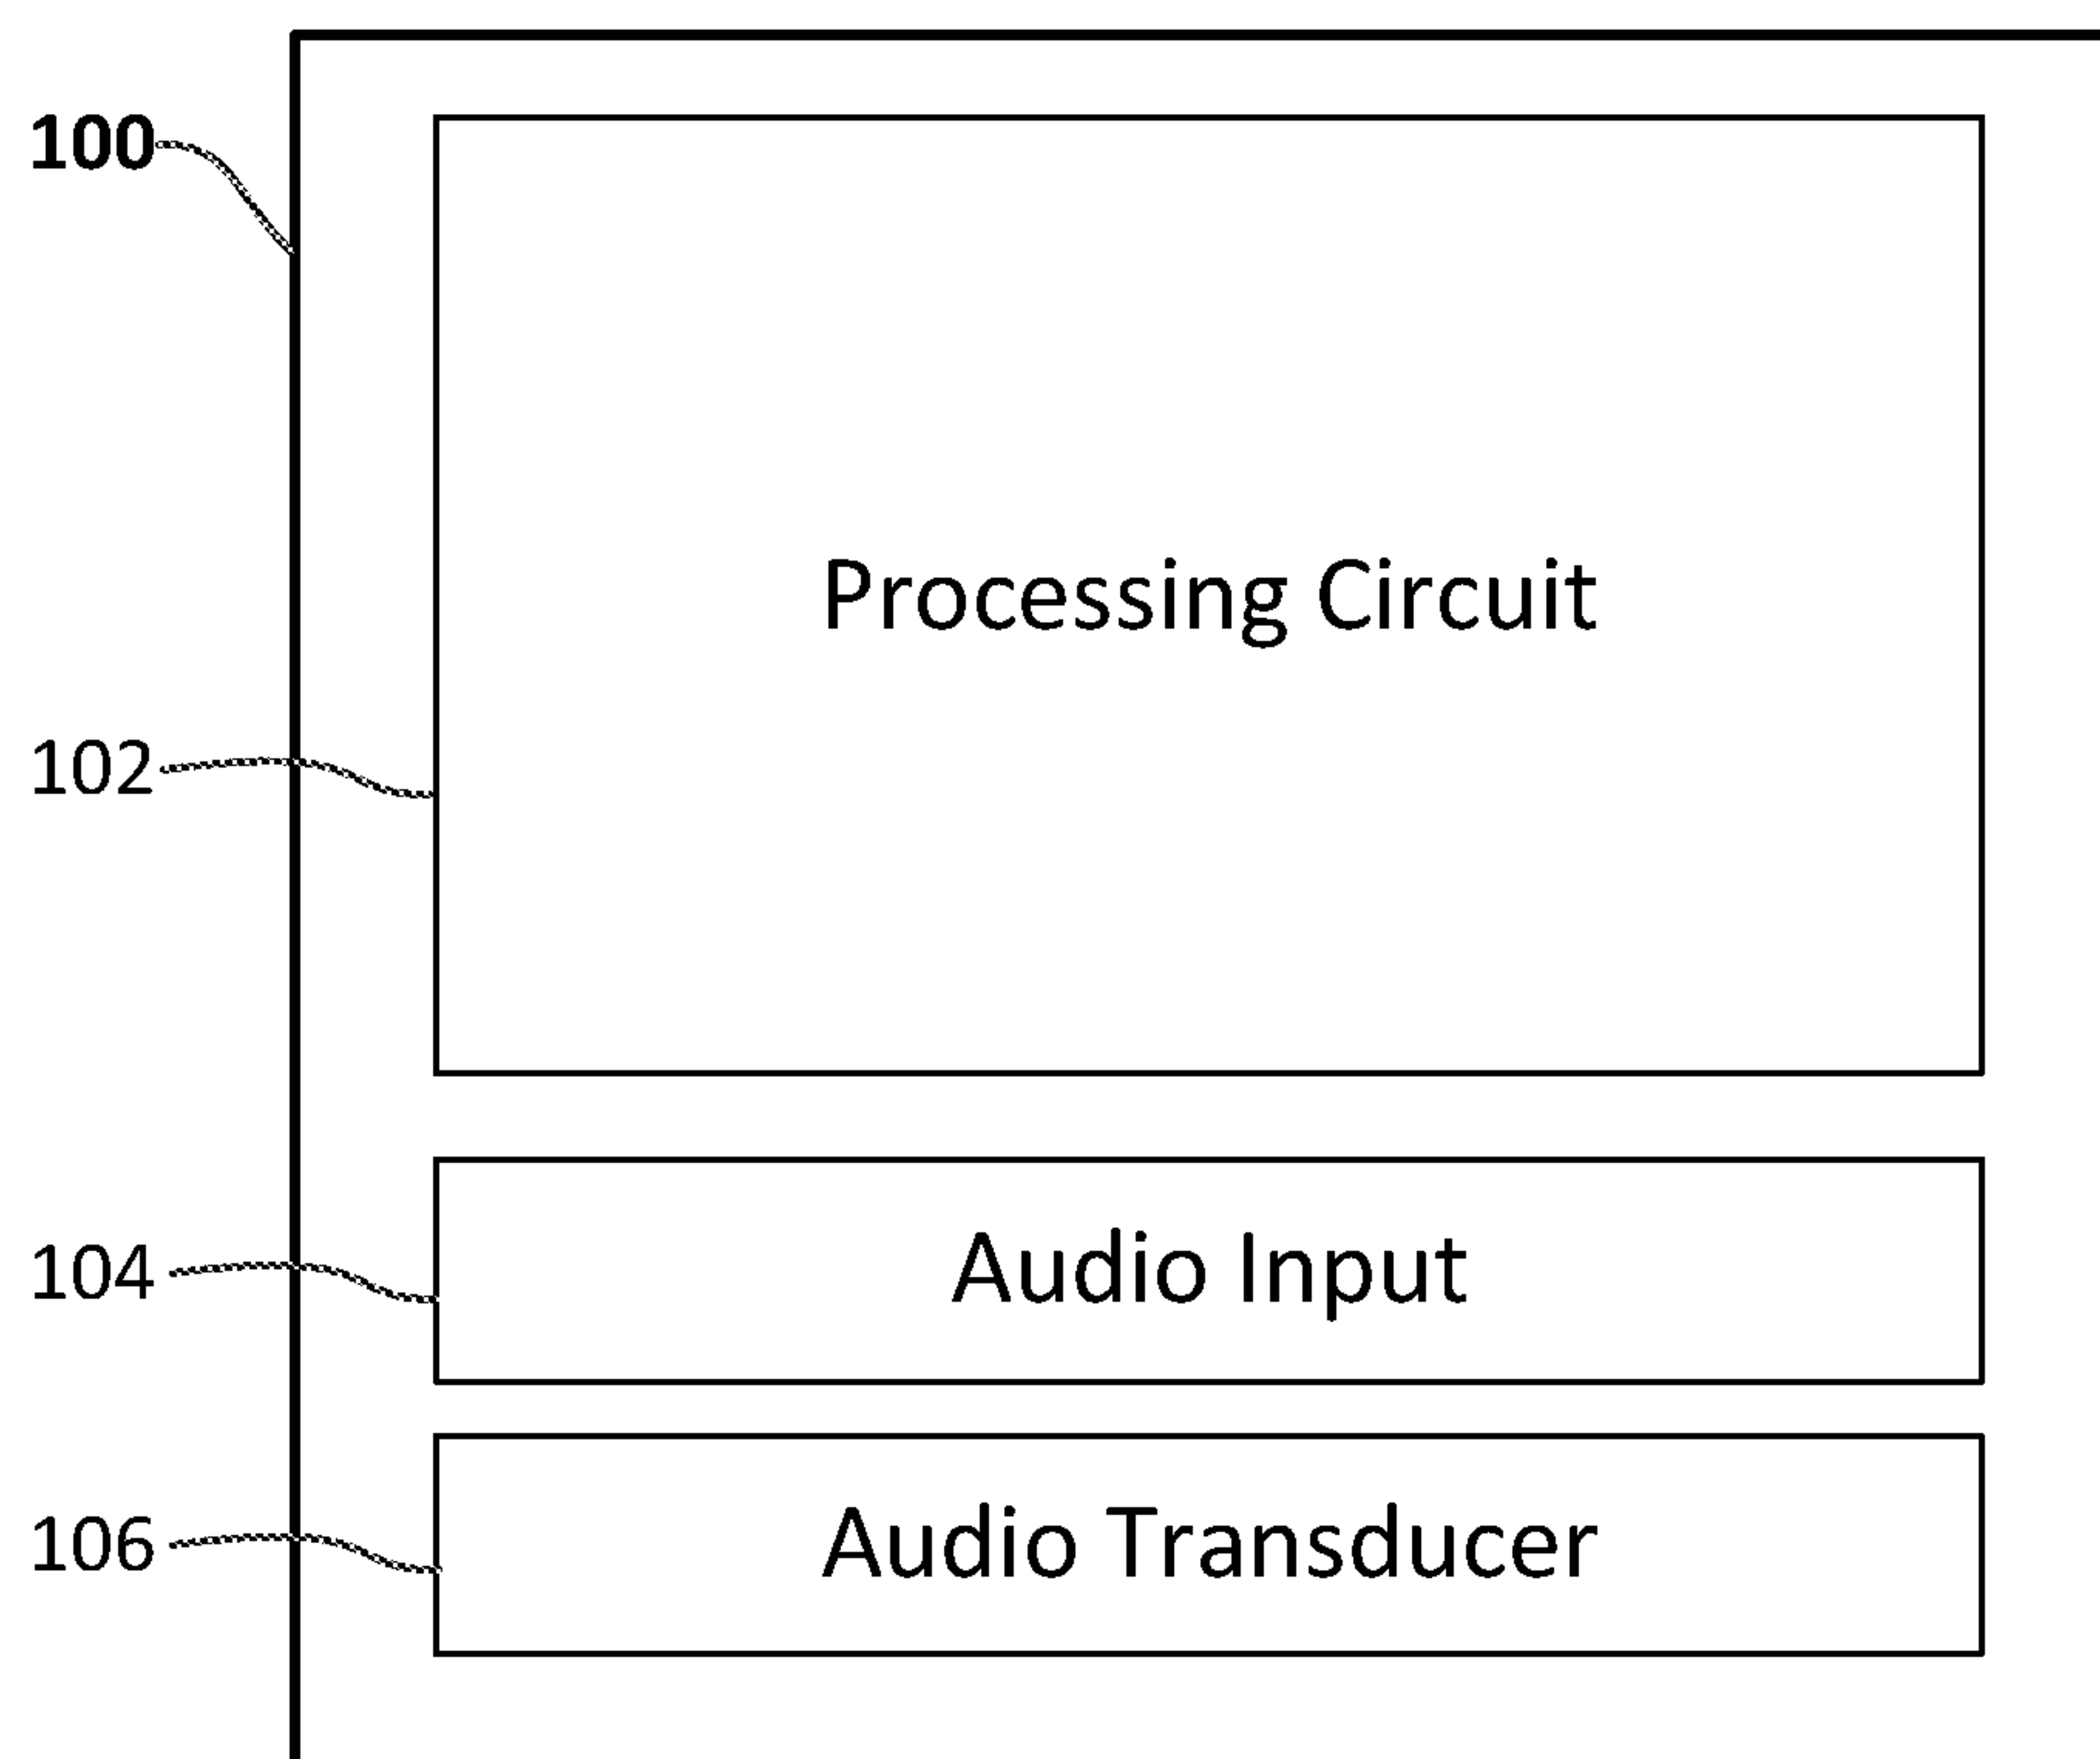 100
Processing Circuit
102
104
Audio Input
106
Audio Transducer